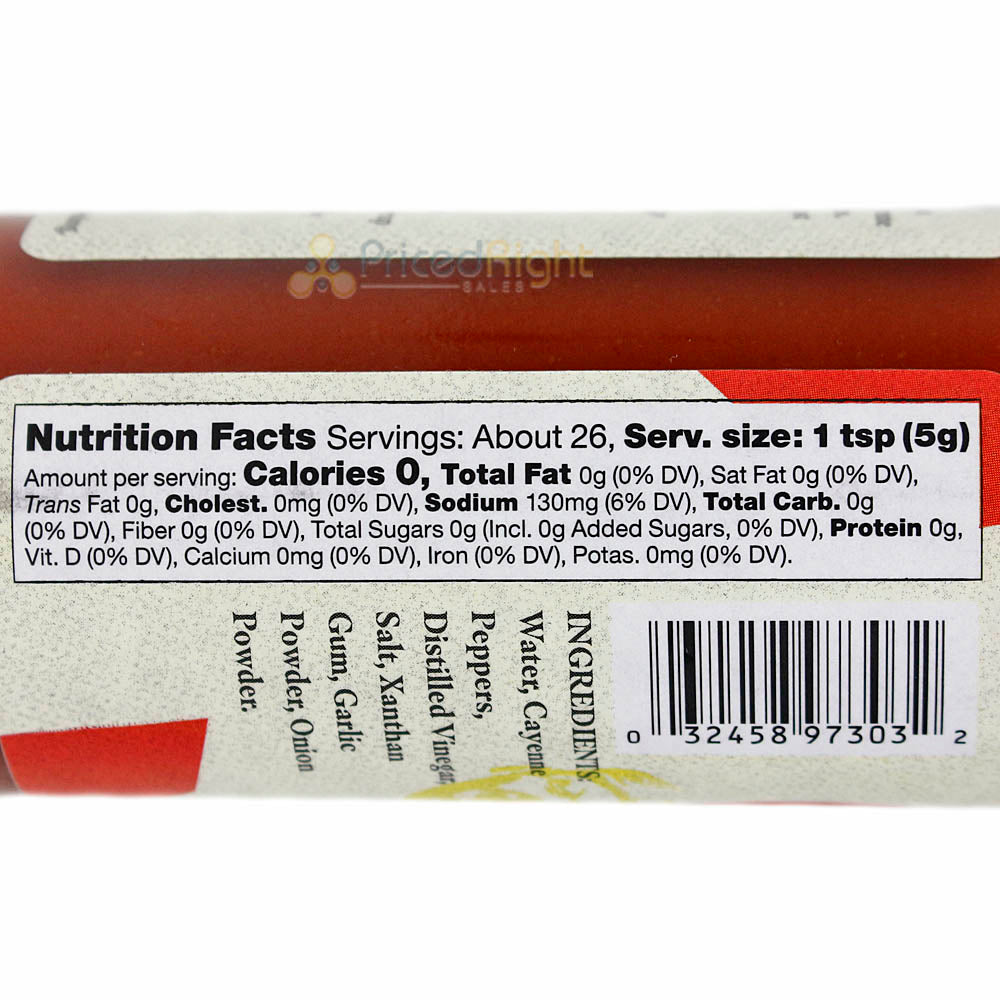 PricedRight
SALES
Nutrition Facts Servings: About 26, Serv. size: 1 tsp (5g)
Amount per serving: Calories 0, Total Fat 0g (0% DV), Sat Fat 0g (0% DV),
Trans Fat 0g, Cholest. 0mg (0% DV), Sodium 130mg (6% DV), Total Carb. 0g
(0% DV), Fiber 0g (0% DV), Total Sugars 0g (Incl. 0g Added Sugars, 0% DV), Protein 0g,
Vit. D (0% DV), Calcium 0mg (0% DV), Iron (0% DV), Potas. 0mg (0% DV).
INGREDIENTS:
Water, Cayenne
Peppers,
Distilled Vinegar,
Salt, Xanthan
Gum, Garlic
Powder, Onion
Powder.
0 32458 97303 2